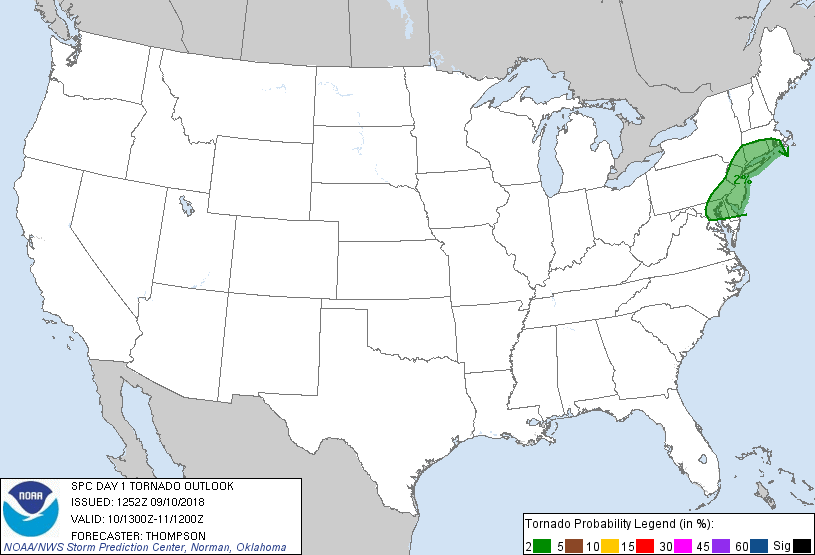 2%
NOAA
SPC DAY 1 TORNADO OUTLOOK
ISSUED: 1252Z 09/10/2018
VALID: 10/1300Z-11/1200Z
FORECASTER: THOMPSON
NOAA/NWS Storm Prediction Center, Norman, Oklahoma
Tornado Probability Legend (in %):
2 5 10 15 30 45 60 Sig